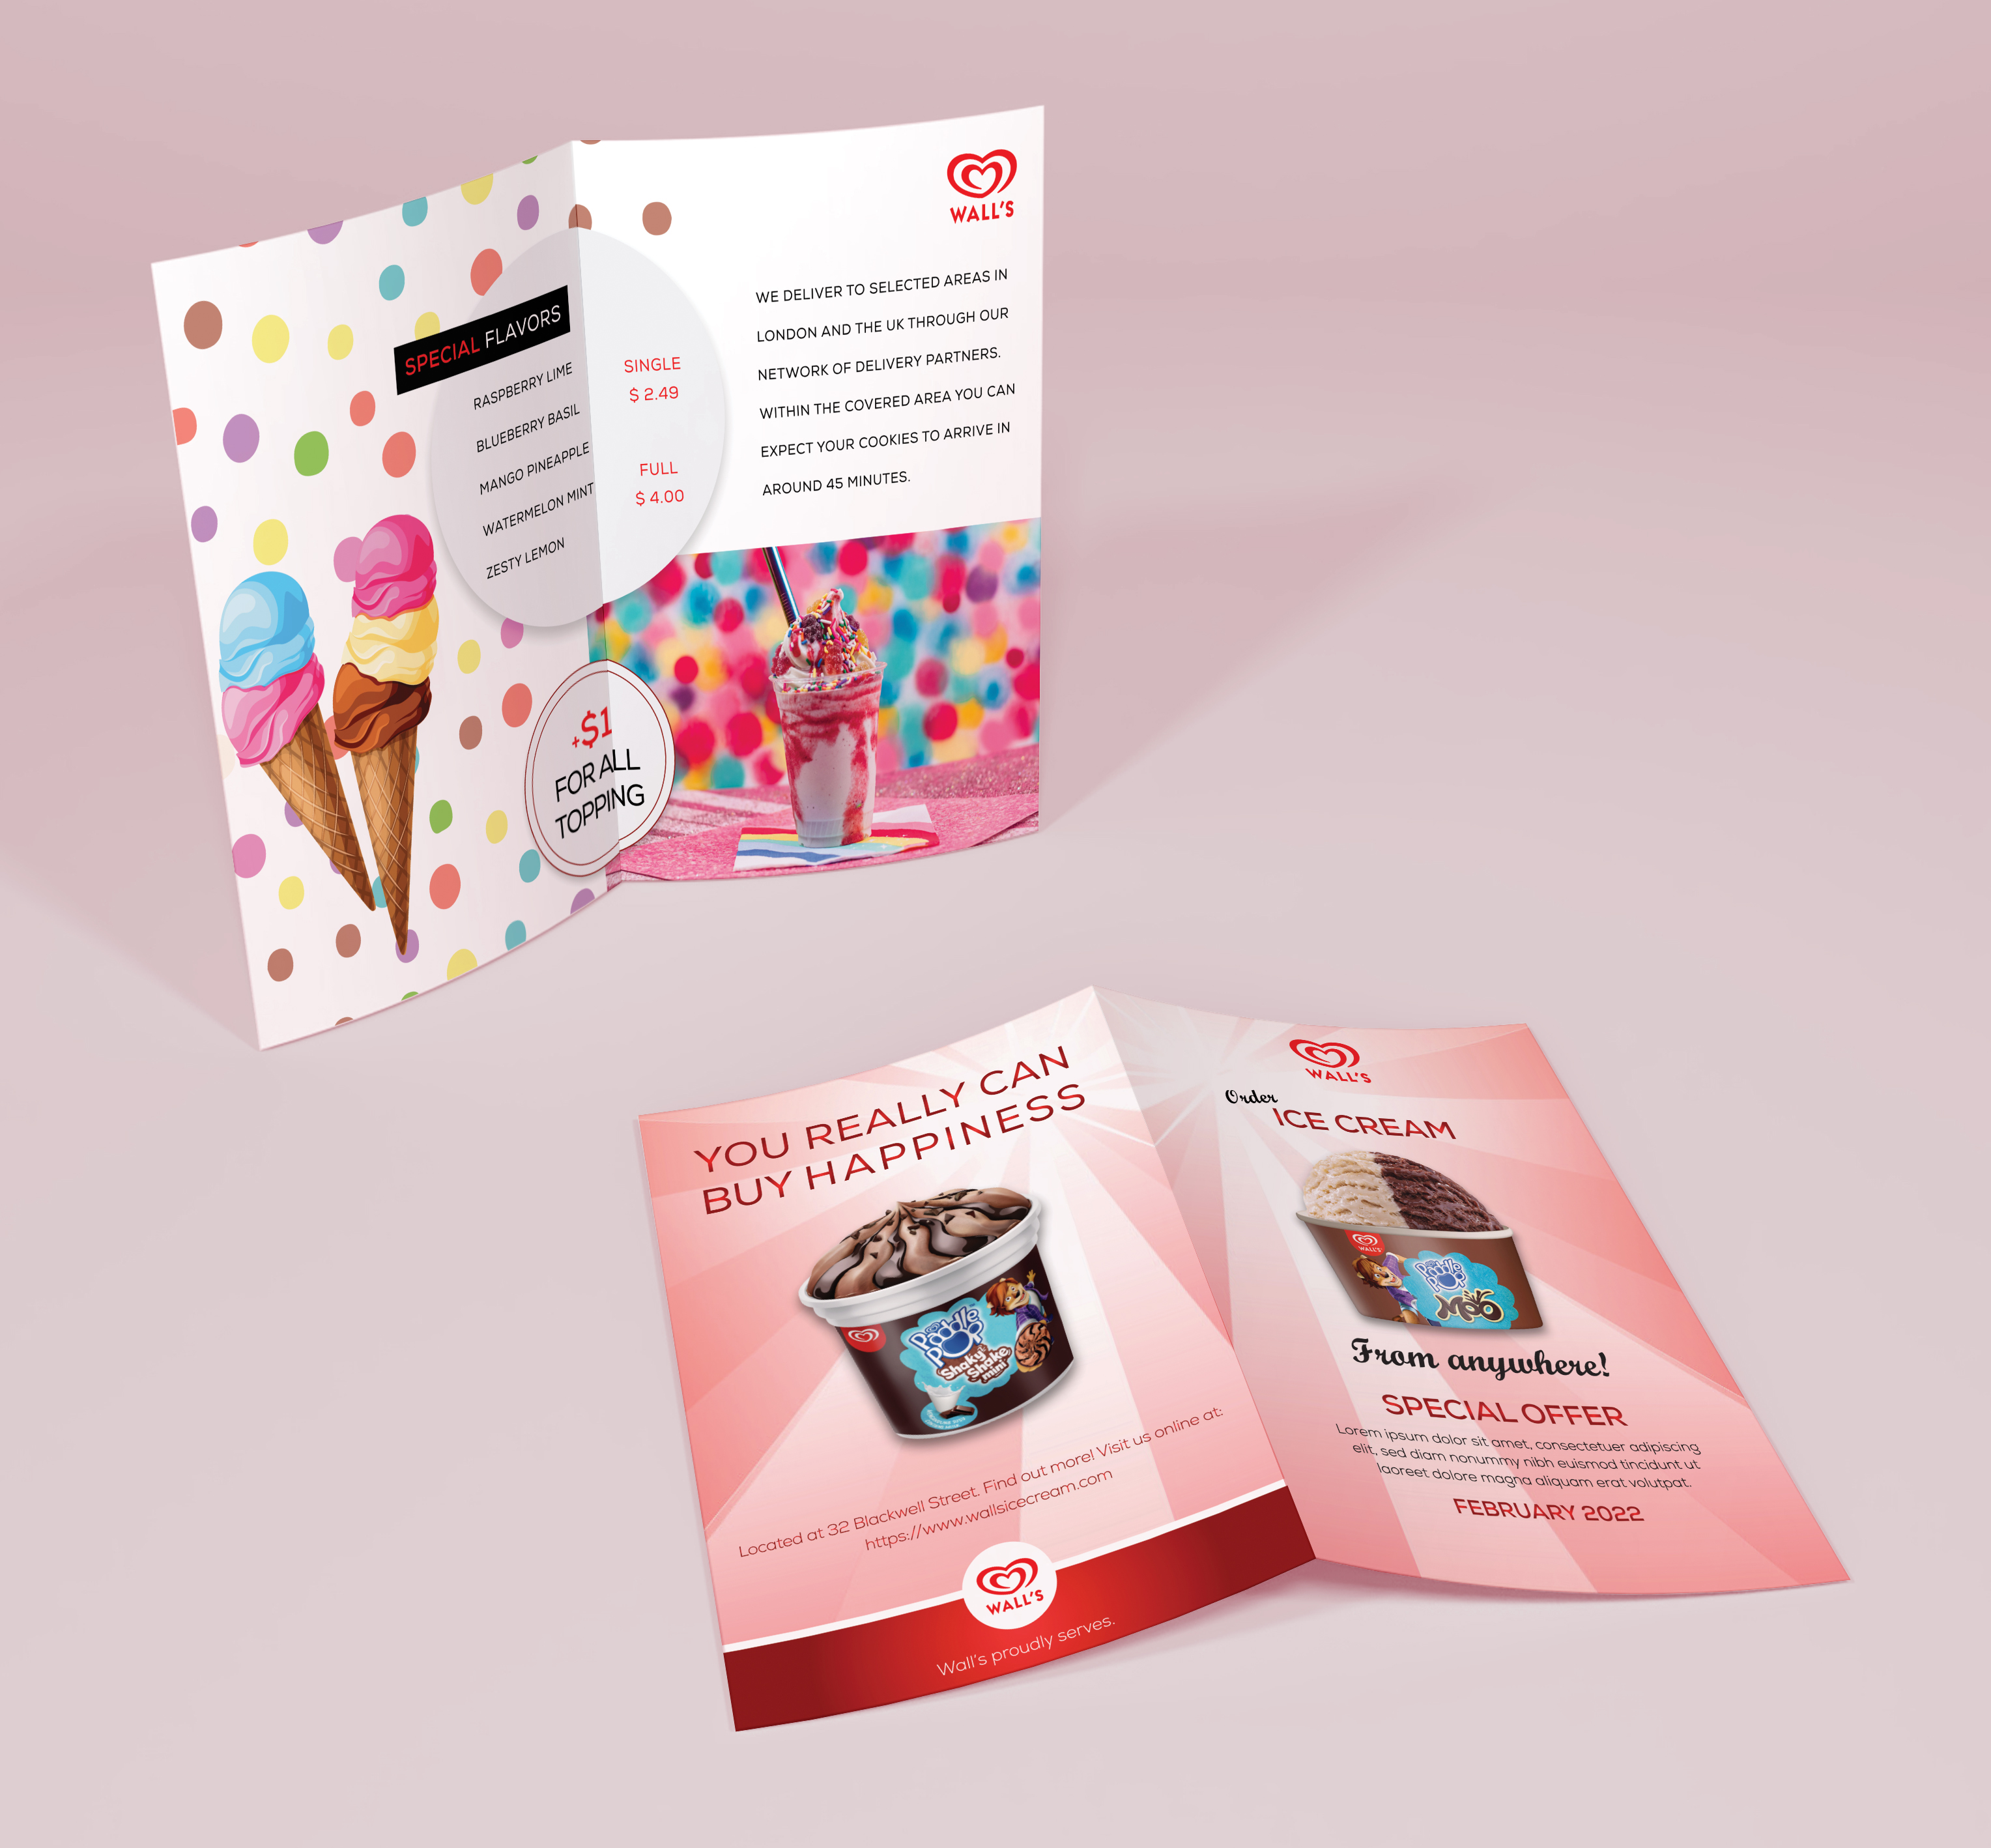 WALL'S
SPECIAL FLAVORS
RASPBERRY LIME
BLUEBERRY BASIL
MANGO PINEAPPLE
WATERMELON MINT
ZESTY LEMON
SINGLE
$ 2.49
FULL
$ 4.00
WE DELIVER TO SELECTED AREAS IN
LONDON AND THE UK THROUGH OUR
NETWORK OF DELIVERY PARTNERS.
WITHIN THE COVERED AREA YOU CAN
EXPECT YOUR COOKIES TO ARRIVE IN
AROUND 45 MINUTES.
+$1
FOR ALL
TOPPING
YOU REALLY CAN
BUY HAPPINESS
Paddle
Pop
Shaky
Shake
mini
Located at 32 Blackwell Street. Find out more! Visit us online at:
https://www.wallsicecream.com
WALL'S
Wall's proudly serves.
WALL'S
Order
ICE CREAM
WALL'S
Paddle
Pop
Moo
From anywhere!
SPECIAL OFFER
Lorem ipsum dolor sit amet, consectetuer adipiscing
elit, sed diam nonummy nibh euismod tincidunt ut
laoreet dolore magna aliquam erat volutpat.
FEBRUARY 2022